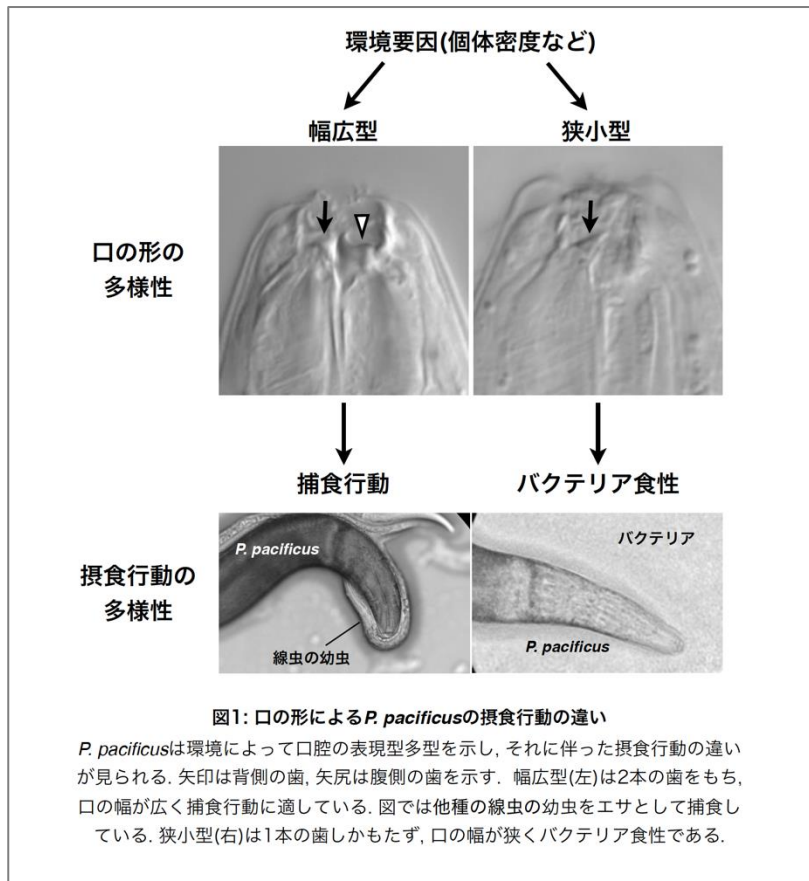 環境要因(個体密度など)
幅広型
狭小型
口の形の
多様性
捕食行動
バクテリア食性
摂食行動の
多様性
P. pacificus
線虫の幼虫
バクテリア
P. pacificus
図1: 口の形によるP. pacificusの摂食行動の違い
P. pacificusは環境によって口腔の表現型多型を示し, それに伴った摂食行動の違い
が見られる. 矢印は背側の歯, 矢尻は腹側の歯を示す. 幅広型(左)は2本の歯をもち,
口の幅が広く捕食行動に適している. 図では他種の線虫の幼虫をエサとして捕食し
ている. 狭小型(右)は1本の歯しかもたず, 口の幅が狭くバクテリア食性である.